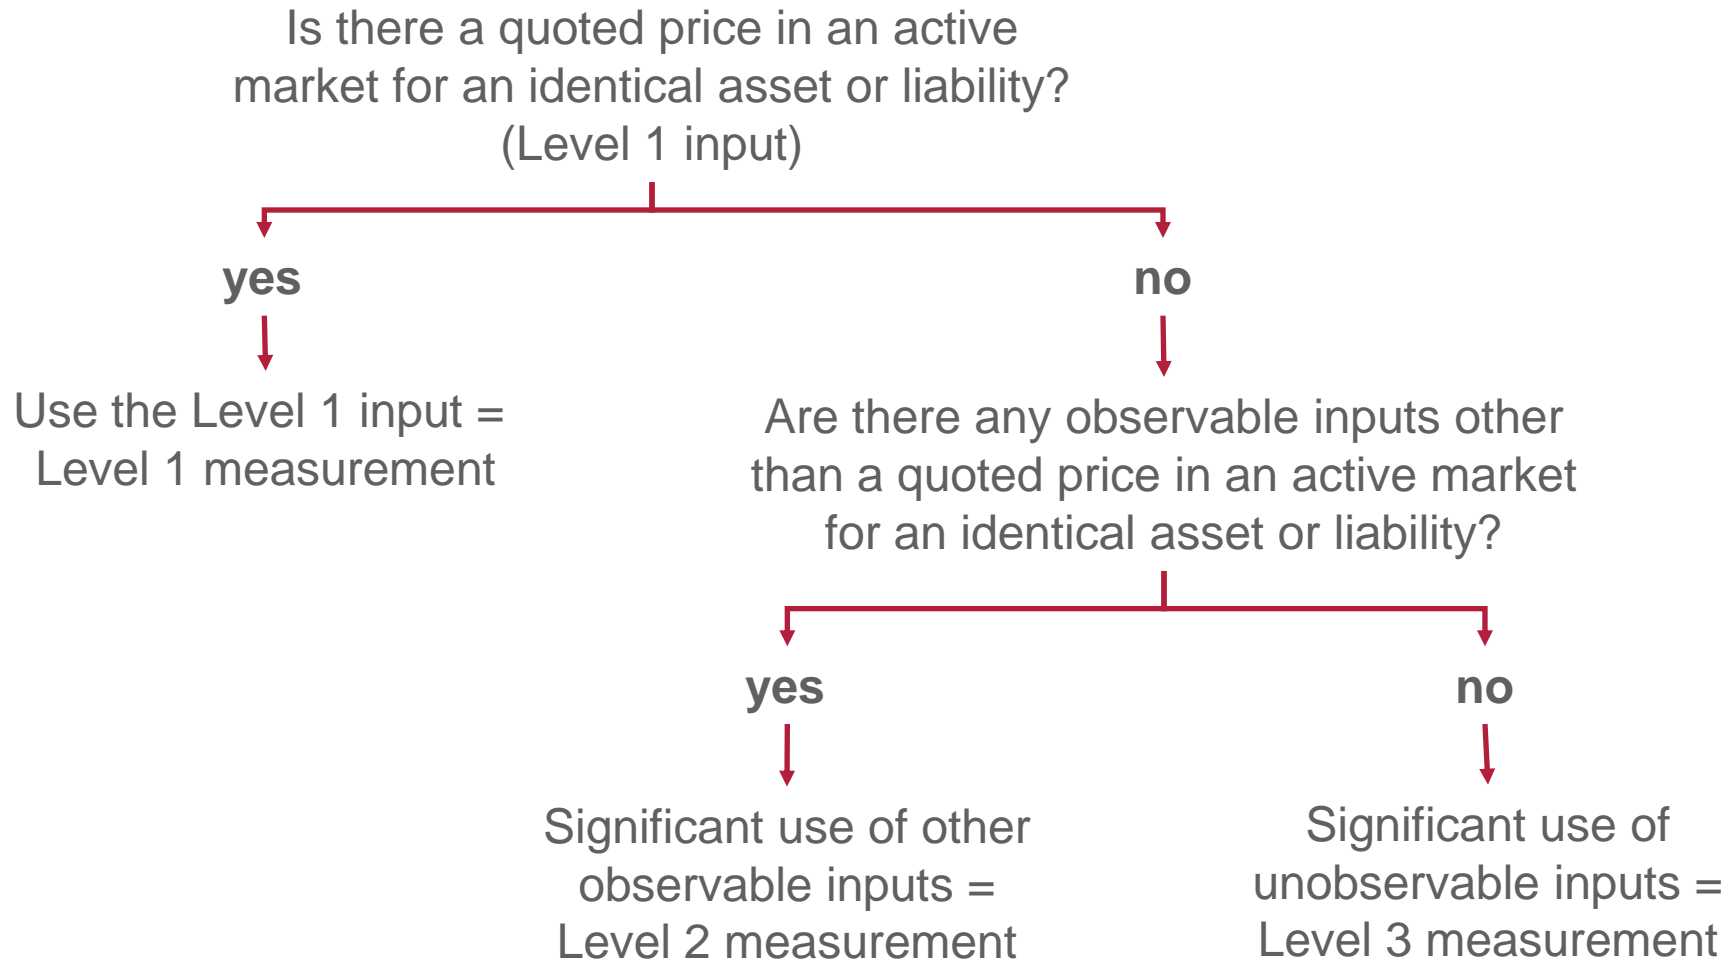 Is there a quoted price in an active
market for an identical asset or liability?
(Level 1 input)
yes
no
Use the Level 1 input =
Level 1 measurement
Are there any observable inputs other
than a quoted price in an active market
for an identical asset or liability?
yes
no
Significant use of other
observable inputs =
Level 2 measurement
Significant use of
unobservable inputs =
Level 3 measurement